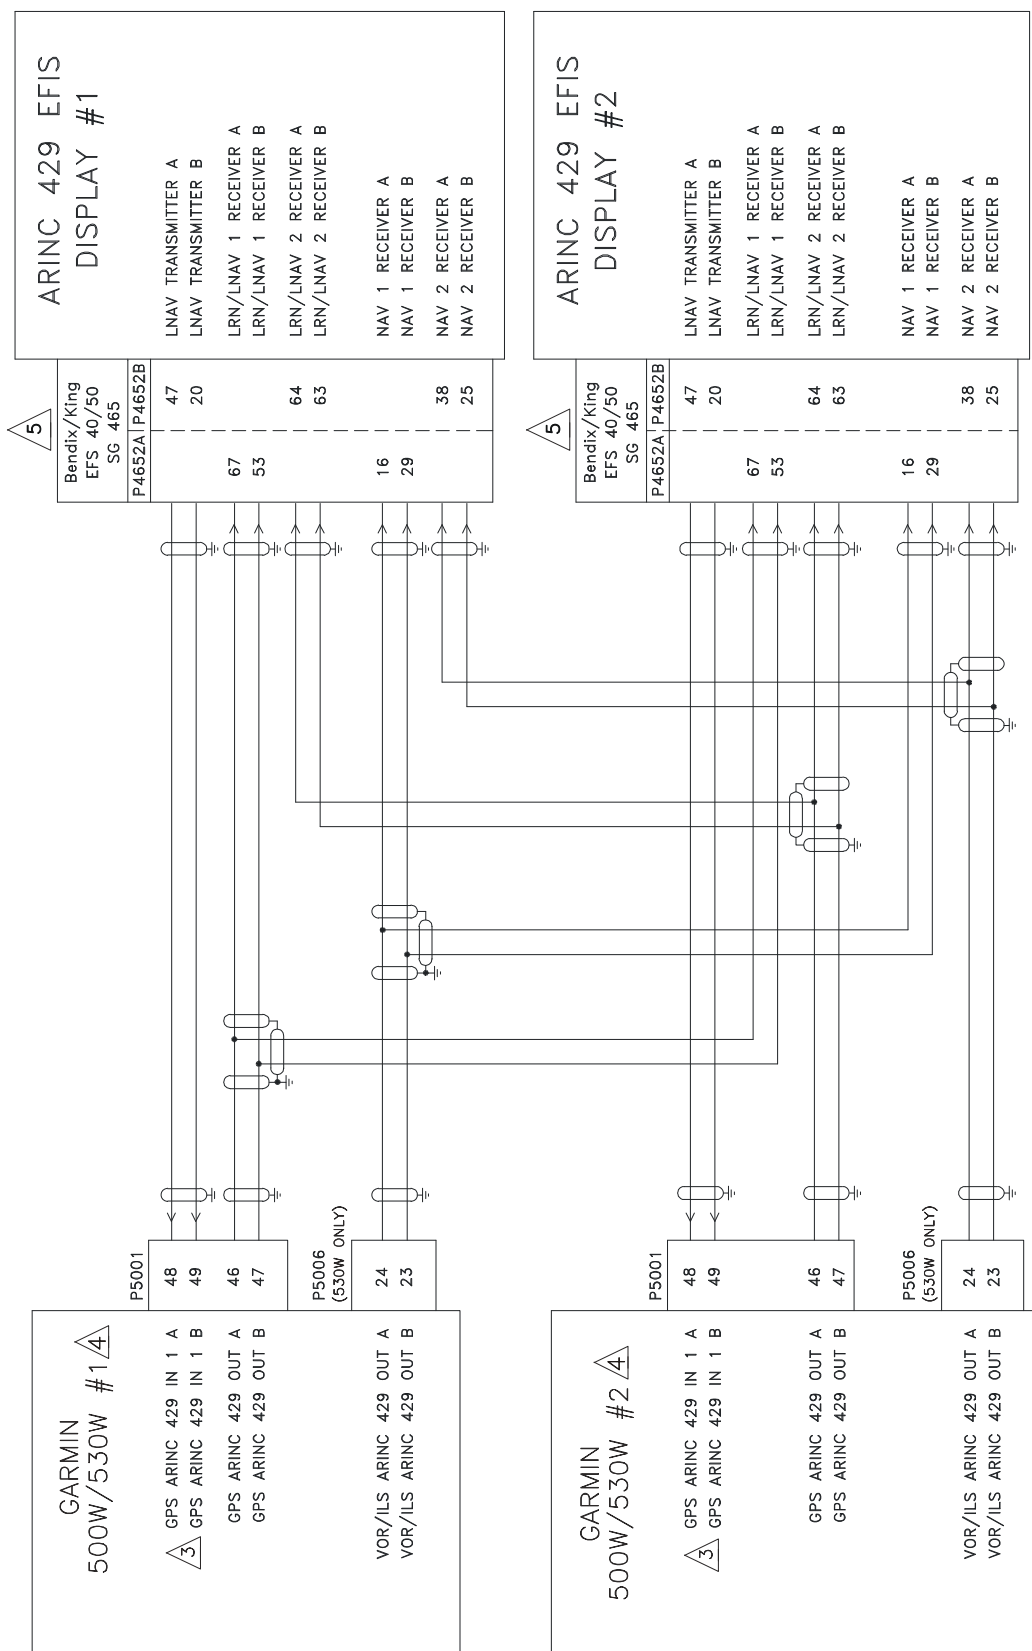 GARMIN
500W/530W #1 4
P5001
3
GPS ARINC 429 IN 1 A 48
GPS ARINC 429 IN 1 B 49
GPS ARINC 429 OUT A 46
GPS ARINC 429 OUT B 47
P5006
(530W ONLY)
VOR/ILS ARINC 429 OUT A 24
VOR/ILS ARINC 429 OUT B 23
5
Bendix/King
EFS 40/50
SG 465
P4652A P4652B
ARINC 429 EFIS
DISPLAY #1
47 LNAV TRANSMITTER A
20 LNAV TRANSMITTER B
67 LRN/LNAV 1 RECEIVER A
53 LRN/LNAV 1 RECEIVER B
64 LRN/LNAV 2 RECEIVER A
63 LRN/LNAV 2 RECEIVER B
16 NAV 1 RECEIVER A
29 NAV 1 RECEIVER B
38 NAV 2 RECEIVER A
25 NAV 2 RECEIVER B
GARMIN
500W/530W #2 4
P5001
3
GPS ARINC 429 IN 1 A 48
GPS ARINC 429 IN 1 B 49
GPS ARINC 429 OUT A 46
GPS ARINC 429 OUT B 47
P5006
(530W ONLY)
VOR/ILS ARINC 429 OUT A 24
VOR/ILS ARINC 429 OUT B 23
5
Bendix/King
EFS 40/50
SG 465
P4652A P4652B
ARINC 429 EFIS
DISPLAY #2
47 LNAV TRANSMITTER A
20 LNAV TRANSMITTER B
67 LRN/LNAV 1 RECEIVER A
53 LRN/LNAV 1 RECEIVER B
64 LRN/LNAV 2 RECEIVER A
63 LRN/LNAV 2 RECEIVER B
16 NAV 1 RECEIVER A
29 NAV 1 RECEIVER B
38 NAV 2 RECEIVER A
25 NAV 2 RECEIVER B